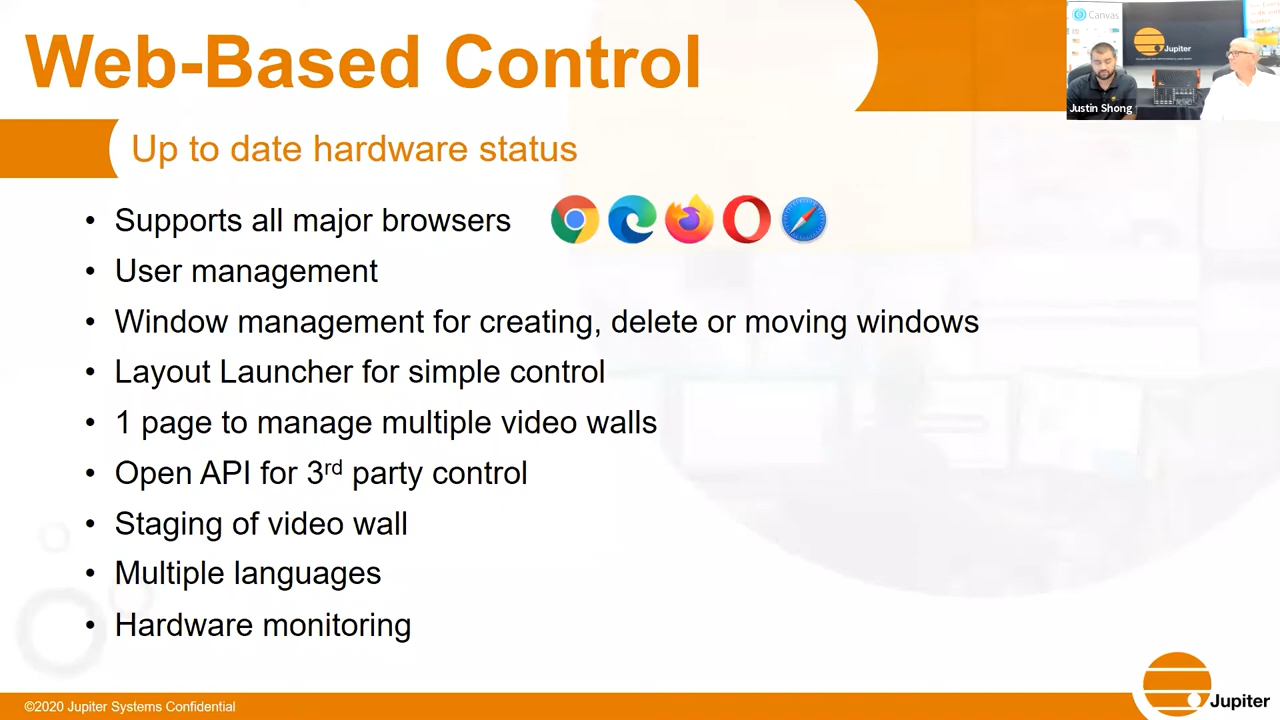 Web-Based Control
Canvas
Jupiter
Justin Shong
Up to date hardware status
• Supports all major browsers
• User management
• Window management for creating, delete or moving windows
• Layout Launcher for simple control
• 1 page to manage multiple video walls
• Open API for 3rd party control
• Staging of video wall
• Multiple languages
• Hardware monitoring
©2020 Jupiter Systems Confidential
Jupiter